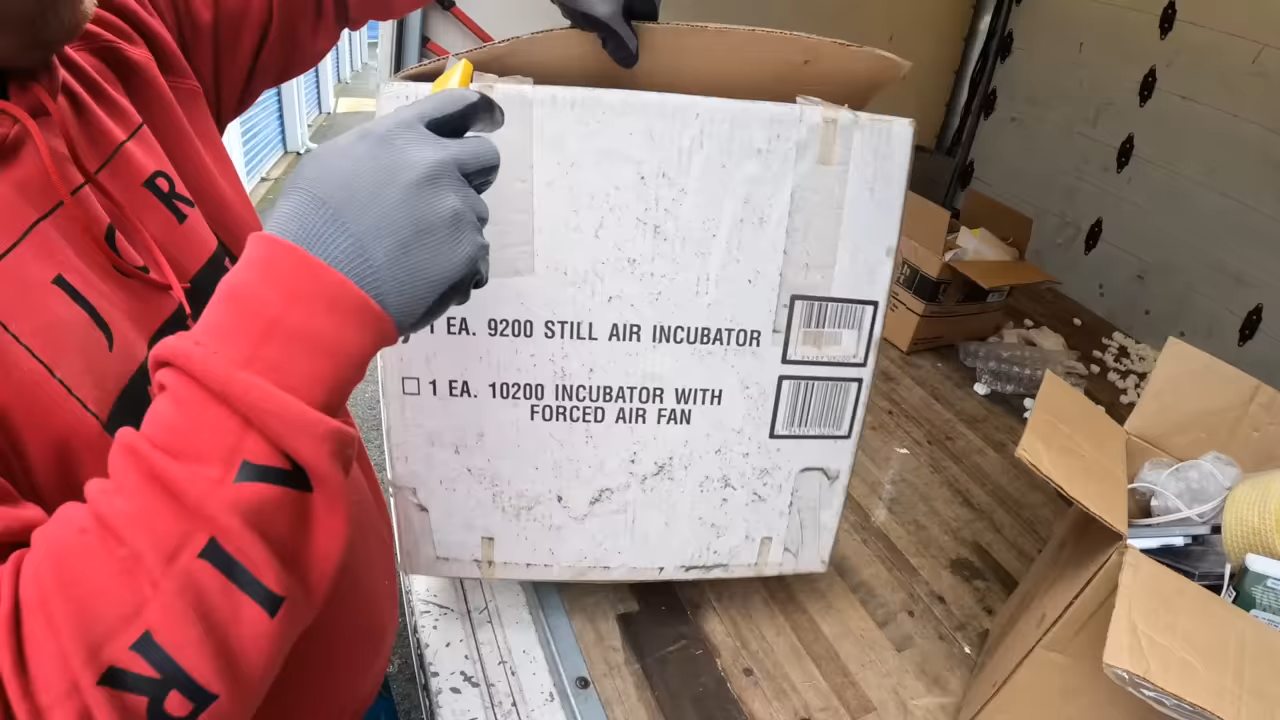 1 EA. 9200 STILL AIR INCUBATOR
☐ 1 EA. 10200 INCUBATOR WITH
FORCED AIR FAN
J
R
V
I
R